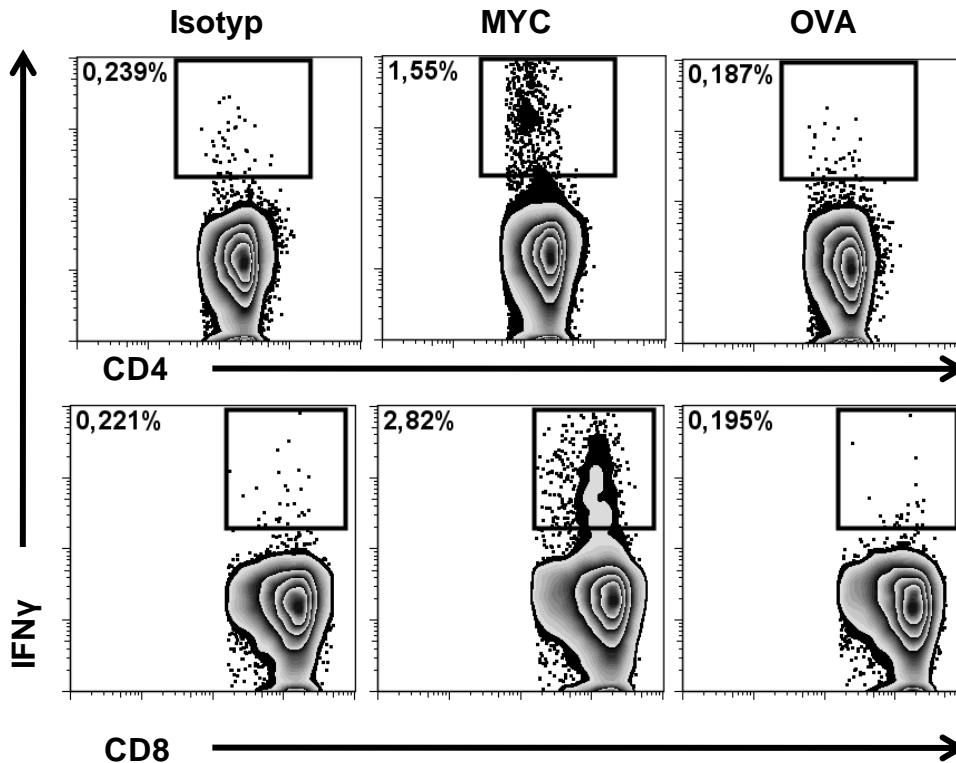 Isotyp MYC OVA
0,239% 1,55% 0,187%
CD4
0,221% 2,82% 0,195%
IFNγ
CD8